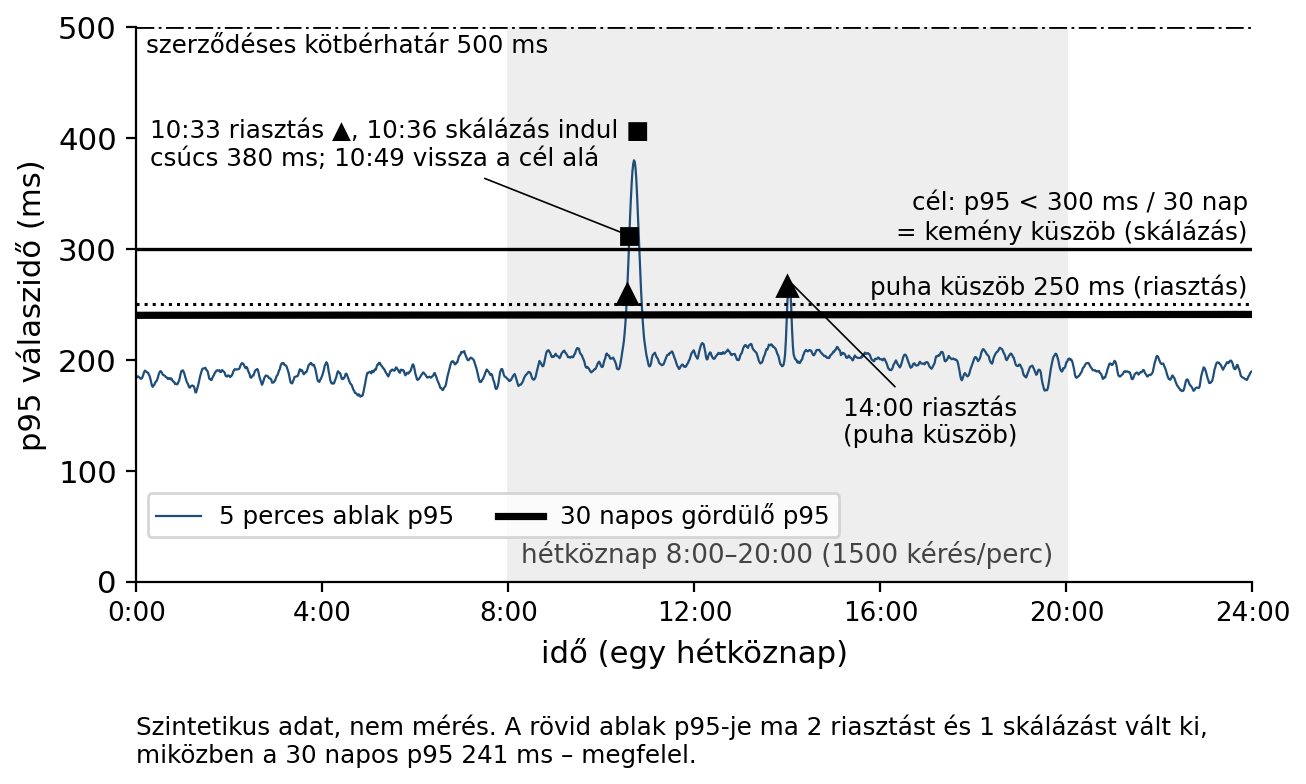 500
szerződéses kötbérhatár 500 ms
10:33 riasztás ▲, 10:36 skálázás indul ■
csúcs 380 ms; 10:49 vissza a cél alá
400
cél: p95 < 300 ms / 30 nap
= kemény küszöb (skálázás)
300
puha küszöb 250 ms (riasztás)
200
14:00 riasztás
(puha küszöb)
100
5 perces ablak p95
30 napos gördülő p95
hétköznap 8:00–20:00 (1500 kérés/perc)
0
p95 válaszidő (ms)
0:00 4:00 8:00 12:00 16:00 20:00 24:00
idő (egy hétköznap)
Szintetikus adat, nem mérés. A rövid ablak p95-je ma 2 riasztást és 1 skálázást vált ki,
miközben a 30 napos p95 241 ms – megfelel.